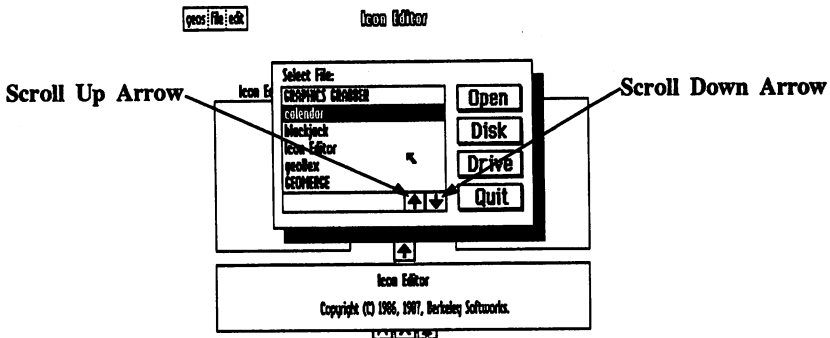 geos file edit
Icon Editor
Select File:
Scroll Up Arrow
Icon Ed
GRAPHICS GRABBER
Open
Scroll Down Arrow
calendar
blackjack
Disk
Icon Editor
geoDex
Drive
GEOMERGE
Quit
Icon Editor
Copyright (C) 1986, 1987, Berkeley Softworks.